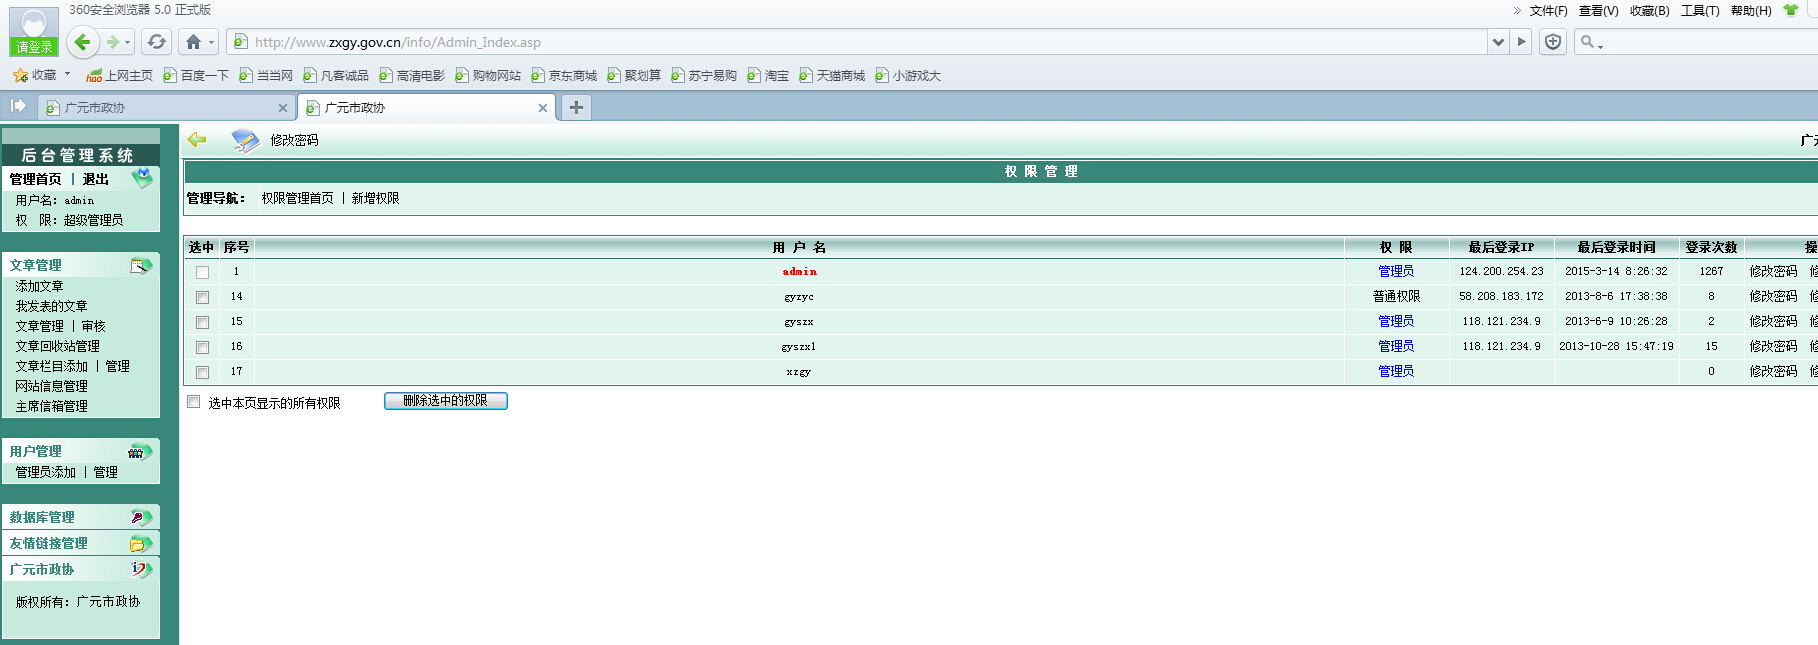 360安全浏览器 5.0 正式版
» 文件(F) 查看(V) 收藏(B) 工具(T) 帮助(H)
请登录
http://www.zxgy.gov.cn/info/Admin_Index.asp
收藏 hao 上网主页 百度一下 当当网 凡客诚品 高清电影 购物网站 京东商城 聚划算 苏宁易购 淘宝 天猫商城 小游戏大
广元市政协 广元市政协
后台管理系统
管理首页 | 退出
用户名: admin
权 限: 超级管理员
文章管理
添加文章
我发表的文章
文章管理 | 审核
文章回收站管理
文章栏目添加 | 管理
网站信息管理
主席信箱管理
用户管理
管理员添加 | 管理
数据库管理
友情链接管理
广元市政协
版权所有: 广元市政协
修改密码
权 限 管 理
管理导航: 权限管理首页 | 新增权限
选中 序号 用 户 名 权 限 最后登录IP 最后登录时间 登录次数
1 admin 管理员 124.200.254.23 2015-3-14 8:26:32 1267 修改密码
14 gyzyc 普通权限 58.208.183.172 2013-8-6 17:38:38 8 修改密码
15 gyszx 管理员 118.121.234.9 2013-6-9 10:26:28 2 修改密码
16 gyszx1 管理员 118.121.234.9 2013-10-28 15:47:19 15 修改密码
17 xzgy 管理员 0 修改密码
选中本页显示的所有权限 删除选中的权限